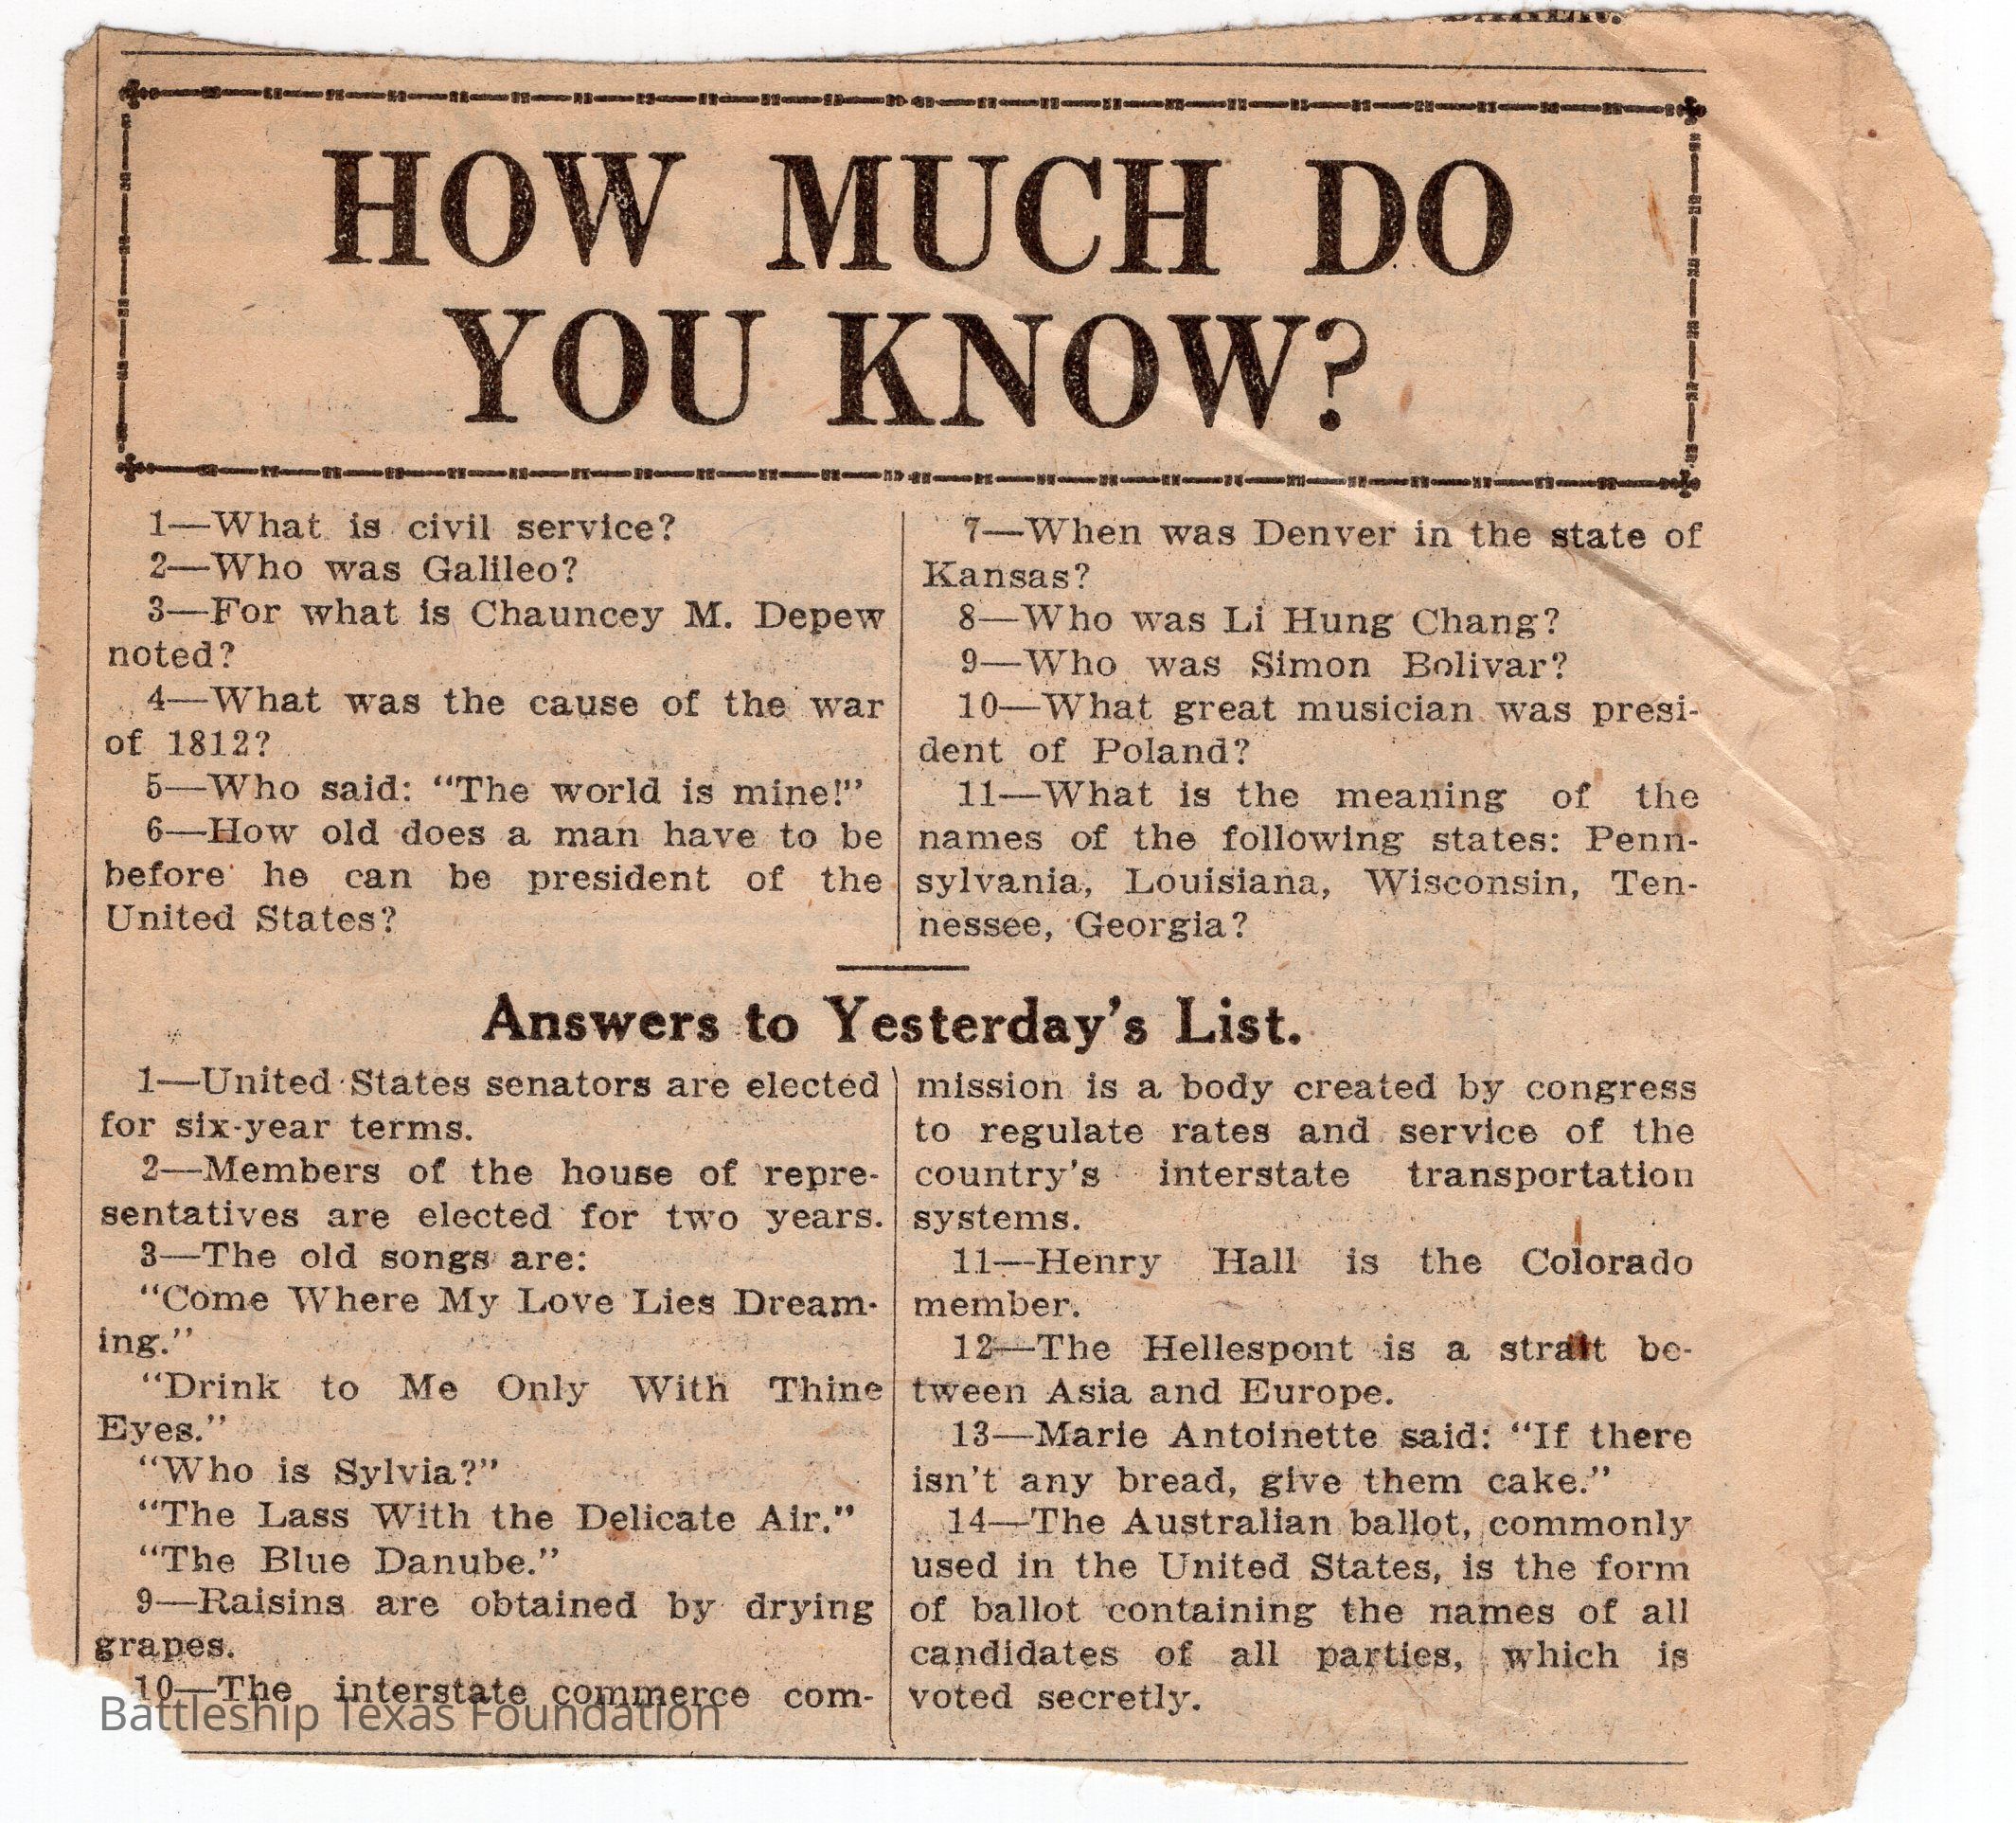 HOW MUCH DO
YOU KNOW?
1—What is civil service?
2—Who was Galileo?
3—For what is Chauncey M. Depew
noted?
4—What was the cause of the war
of 1812?
5—Who said: “The world is mine!”
6—How old does a man have to be
before he can be president of the
United States?
7—When was Denver in the state of
Kansas?
8—Who was Li Hung Chang?
9—Who was Simon Bolivar?
10—What great musician was presi-
dent of Poland?
11—What is the meaning of the
names of the following states: Penn-
sylvania, Louisiana, Wisconsin, Ten-
nessee, Georgia?
Answers to Yesterday’s List.
1—United States senators are elected
for six-year terms.
2—Members of the house of repre-
sentatives are elected for two years.
3—The old songs are:
“Come Where My Love Lies Dream-
ing.”
“Drink to Me Only With Thine
Eyes.”
“Who is Sylvia?”
“The Lass With the Delicate Air.”
“The Blue Danube.”
9—Raisins are obtained by drying
grapes.
10—The interstate commerce com-
mission is a body created by congress
to regulate rates and service of the
country’s interstate transportation
systems.
11—Henry Hall is the Colorado
member.
12—The Hellespont is a strait be-
tween Asia and Europe.
13—Marie Antoinette said: “If there
isn’t any bread, give them cake.”
14—The Australian ballot, commonly
used in the United States, is the form
of ballot containing the names of all
candidates of all parties, which is
voted secretly.
Battleship Texas Foundation